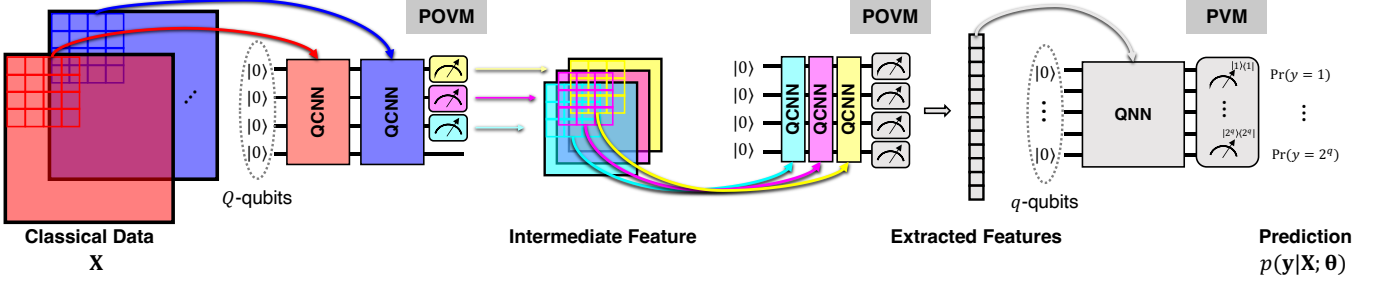 POVM
POVM
PVM
|0⟩
|0⟩
|0⟩
|0⟩
QCNN
QCNN
Q-qubits
|0⟩
|0⟩
|0⟩
|0⟩
QCNN
QCNN
QCNN
|0⟩
⋮
|0⟩
q-qubits
QNN
|1⟩⟨1|
⋮
|2^q⟩⟨2^q|
Pr(y = 1)
⋮
Pr(y = 2^q)
Classical Data
X
Intermediate Feature
Extracted Features
Prediction
p(y|X; θ)